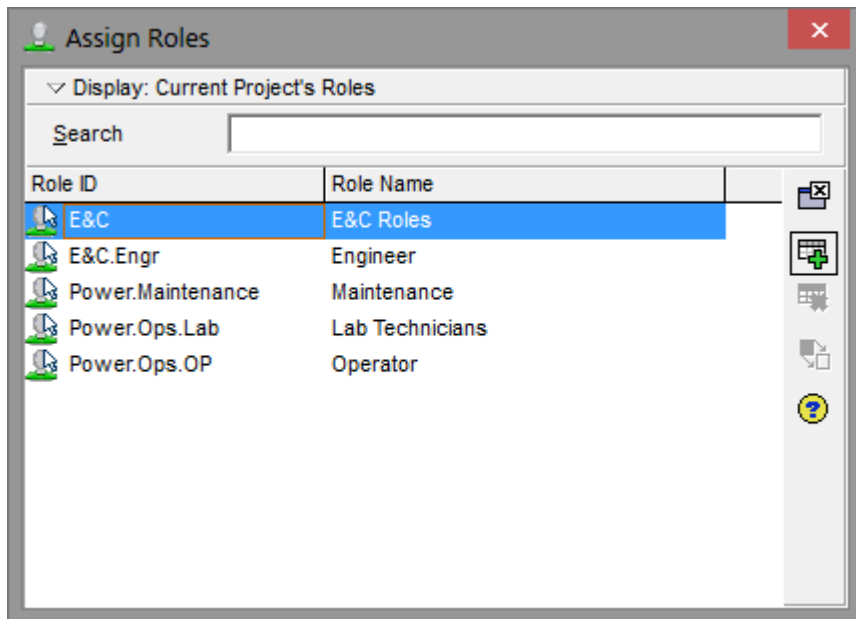 Assign Roles
Display: Current Project's Roles
Search
Role ID Role Name
E&C E&C Roles
E&C.Engr Engineer
Power.Maintenance Maintenance
Power.Ops.Lab Lab Technicians
Power.Ops.OP Operator